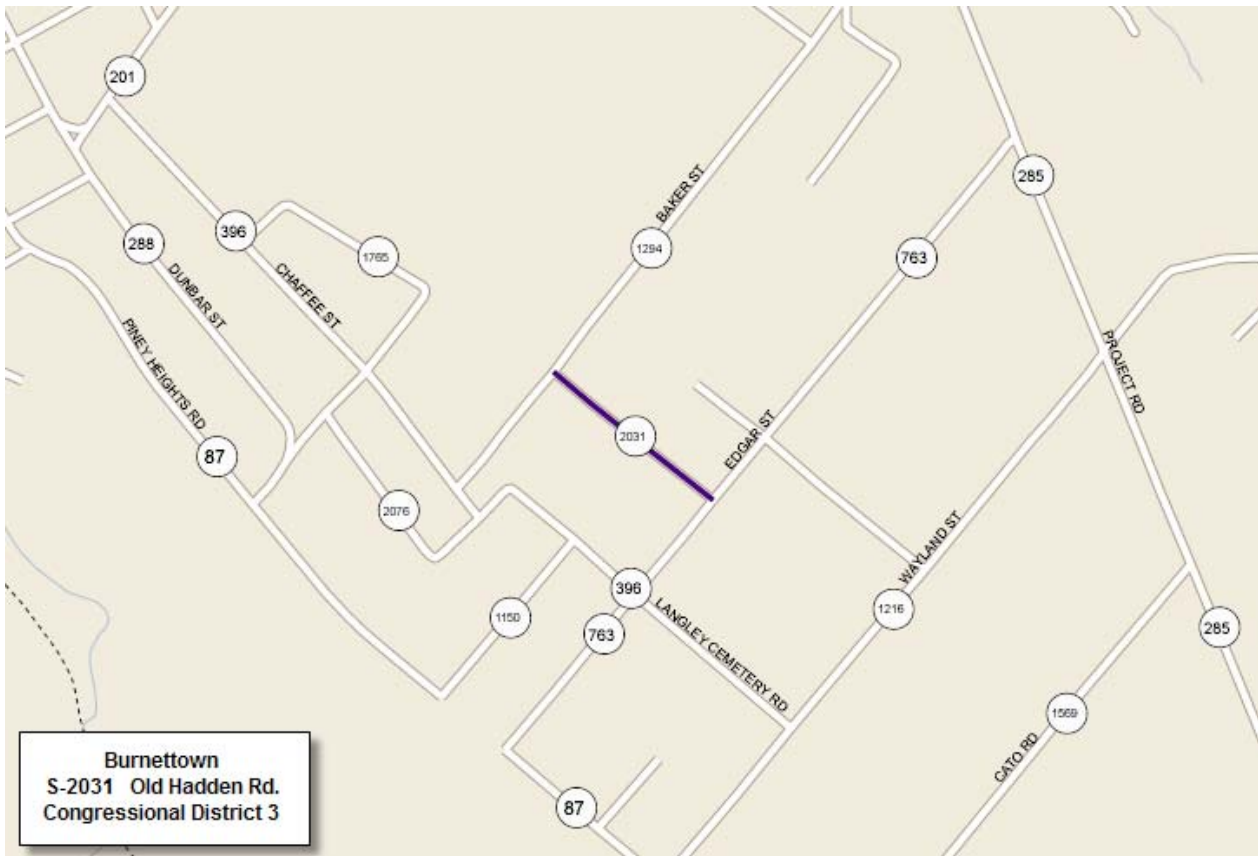 201
285
396
288
1765
BAKER ST
1294
763
CHAFFEE ST
DUNBAR ST
PINEY HEIGHTS RD
PROJECT RD
2031
EDGAR ST
87
2076
WAYLAND ST
396
1150
763
LANGLEY CEMETERY RD
1216
285
1569
CATO RD
87
Burnettown
S-2031 Old Hadden Rd.
Congressional District 3